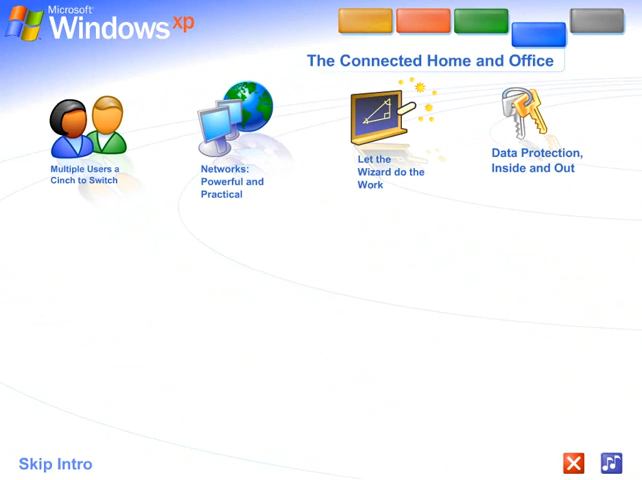 Microsoft®
Windows xp
The Connected Home and Office
Multiple Users a
Cinch to Switch
Networks:
Powerful and
Practical
Let the
Wizard do the
Work
Data Protection,
Inside and Out
Skip Intro